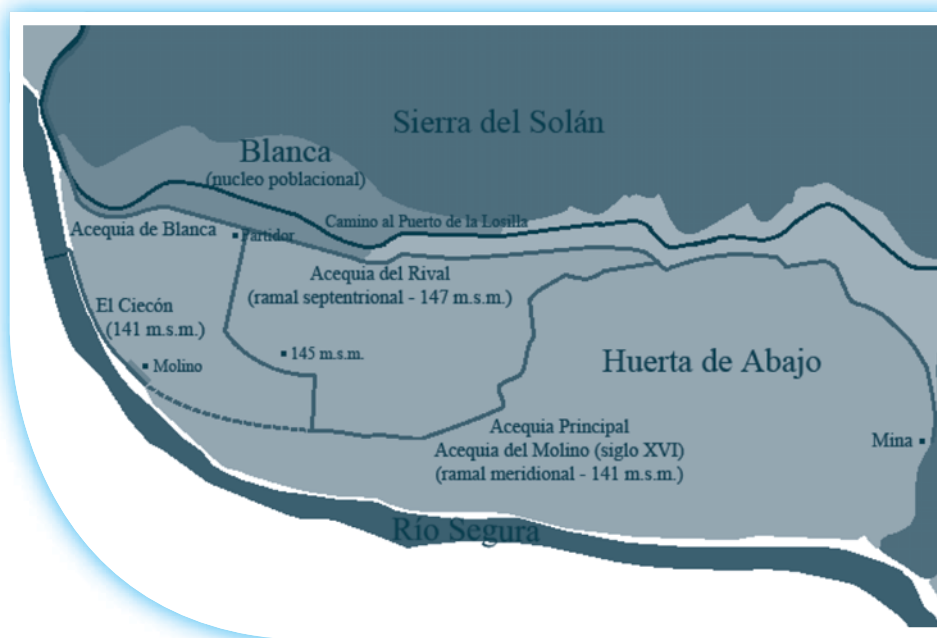 Sierra del Solán
Blanca
(nucleo poblacional)
Camino al Puerto de la Losilla
Acequia de Blanca
Partidor
Acequia del Rival
(ramal septentrional - 147 m.s.m.)
El Ciecón
(141 m.s.m.)
Molino
145 m.s.m.
Huerta de Abajo
Acequia Principal
Acequia del Molino (siglo XVI)
(ramal meridional - 141 m.s.m.)
Mina
Río Segura